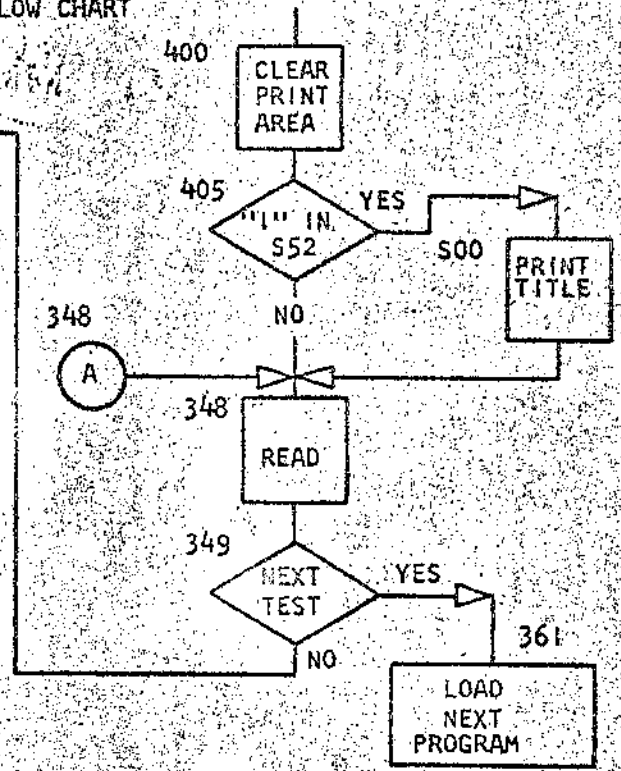 LOW CHART
400
CLEAR
PRINT
AREA
405
"1" IN
S52
YES
500
PRINT
TITLE
NO
348
A
348
READ
349
NEXT
TEST
YES
361
NO
LOAD
NEXT
PROGRAM